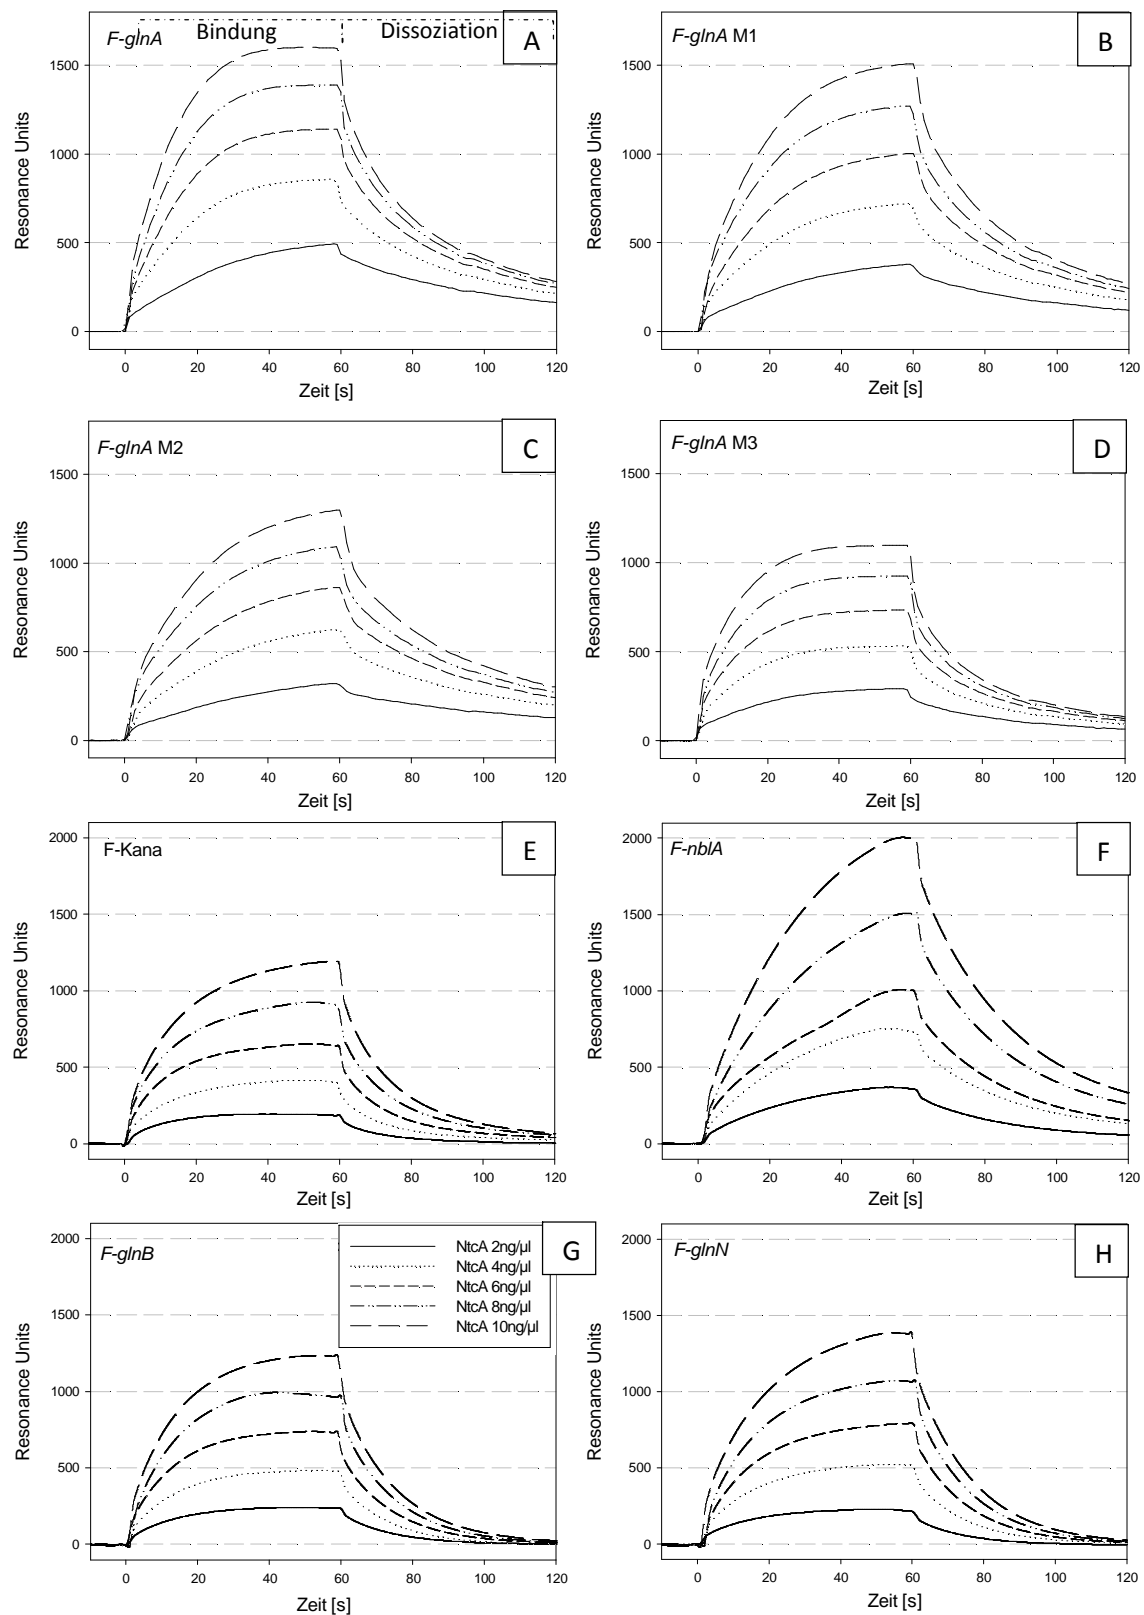 F-glnA
Bindung
Dissoziation
A
Resonance Units
1500
1000
500
0
0 20 40 60 80 100 120
Zeit [s]
F-glnA M1
B
Resonance Units
1500
1000
500
0
0 20 40 60 80 100 120
Zeit [s]
F-glnA M2
C
Resonance Units
1500
1000
500
0
0 20 40 60 80 100 120
Zeit [s]
F-glnA M3
D
Resonance Units
1500
1000
500
0
0 20 40 60 80 100 120
Zeit [s]
F-Kana
E
Resonance Units
2000
1500
1000
500
0
0 20 40 60 80 100 120
Zeit [s]
F-nblA
F
Resonance Units
2000
1500
1000
500
0
0 20 40 60 80 100 120
Zeit [s]
F-glnB
G
NtcA 2ng/µl
NtcA 4ng/µl
NtcA 6ng/µl
NtcA 8ng/µl
NtcA 10ng/µl
Resonance Units
2000
1500
1000
500
0
0 20 40 60 80 100 120
Zeit [s]
F-glnN
H
Resonance Units
2000
1500
1000
500
0
0 20 40 60 80 100 120
Zeit [s]